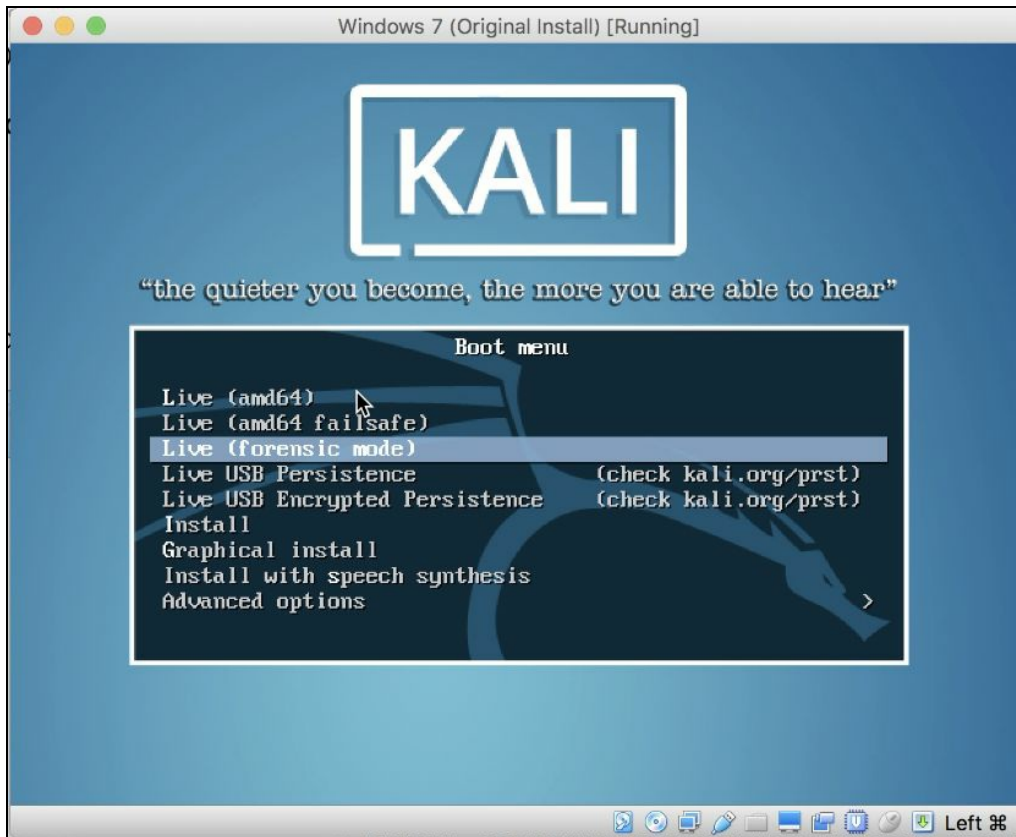 Windows 7 (Original Install) [Running]
KALI
“the quieter you become, the more you are able to hear”
Boot menu
Live (amd64)
Live (amd64 failsafe)
Live (forensic mode)
Live USB Persistence (check kali.org/prst)
Live USB Encrypted Persistence (check kali.org/prst)
Install
Graphical install
Install with speech synthesis
Advanced options >
Left ⌘